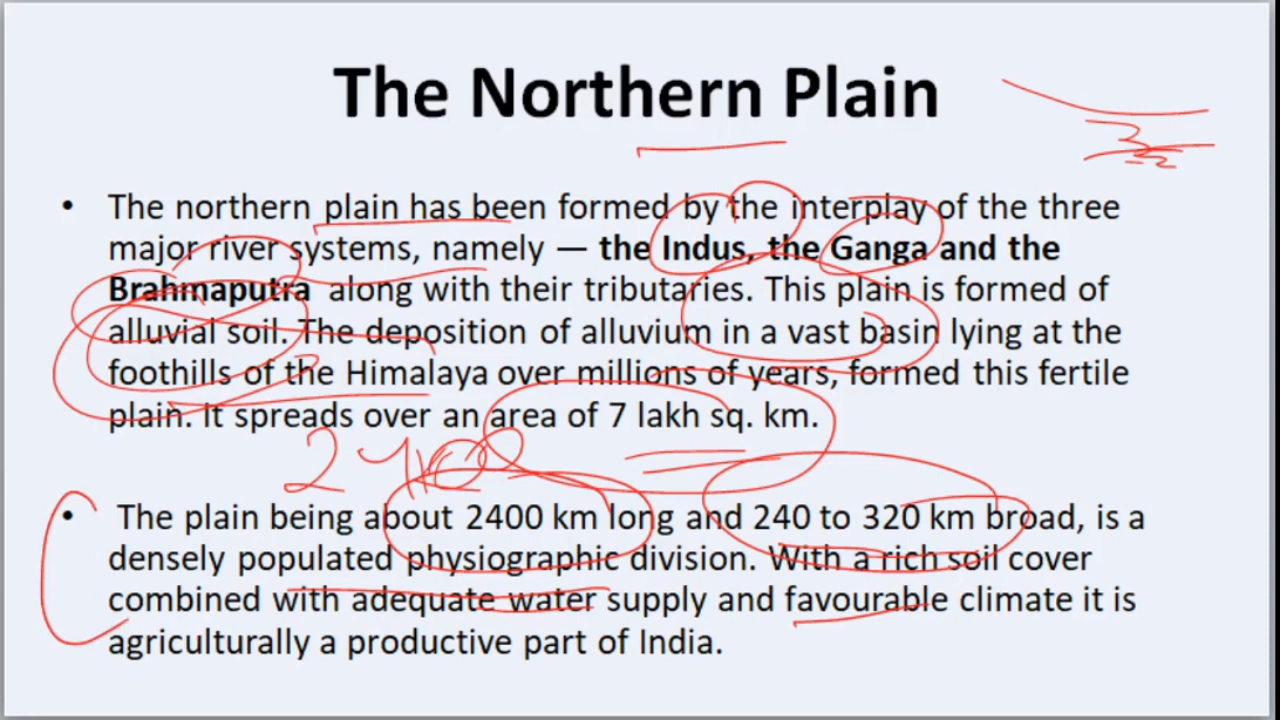 The Northern Plain
• The northern plain has been formed by the interplay of the three
major river systems, namely — the Indus, the Ganga and the
Brahmaputra along with their tributaries. This plain is formed of
alluvial soil. The deposition of alluvium in a vast basin lying at the
foothills of the Himalaya over millions of years, formed this fertile
plain. It spreads over an area of 7 lakh sq. km.
• The plain being about 2400 km long and 240 to 320 km broad, is a
densely populated physiographic division. With a rich soil cover
combined with adequate water supply and favourable climate it is
agriculturally a productive part of India.